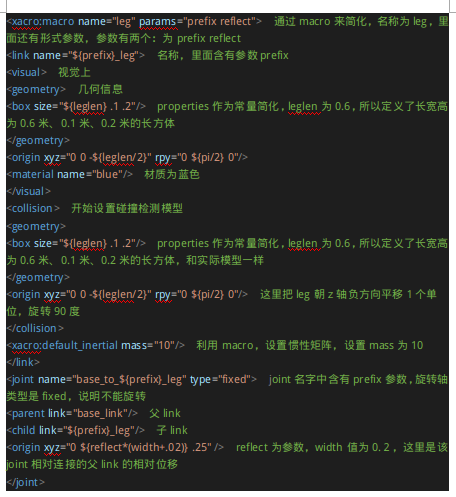 <xacro:macro name="leg" params="prefix reflect">   通过 macro 来简化，名称为 leg，里
面还有形式参数，参数有两个：为 prefix reflect
<link name="${prefix}_leg">   名称，里面含有参数 prefix
<visual>   视觉上
<geometry>   几何信息
<box size="${leglen} .1 .2"/>   properties 作为常量简化，leglen 为 0.6，所以定义了长宽高
为 0.6 米、0.1 米、0.2 米的长方体
</geometry>
<origin xyz="0 0 -${leglen/2}" rpy="0 ${pi/2} 0"/>
<material name="blue"/>   材质为蓝色
</visual>
<collision>   开始设置碰撞检测模型
<geometry>
<box size="${leglen} .1 .2"/>   properties 作为常量简化，leglen 为 0.6，所以定义了长宽高
为 0.6 米、0.1 米、0.2 米的长方体，和实际模型一样
</geometry>
<origin xyz="0 0 -${leglen/2}" rpy="0 ${pi/2} 0"/>   这里把 leg 朝 z 轴负方向平移 1 个单
位，旋转 90 度
</collision>
<xacro:default_inertial mass="10"/>   利用 macro，设置惯性矩阵，设置 mass 为 10
</link>
<joint name="base_to_${prefix}_leg" type="fixed">   joint 名字中含有 prefix 参数，旋转轴
类型是 fixed，说明不能旋转
<parent link="base_link"/>   父 link
<child link="${prefix}_leg"/>   子 link
<origin xyz="0 ${reflect*(width+.02)} .25" />   reflect 为参数，width 值为 0. 2 ，这里是该
joint 相对连接的父 link 的相对位移
</joint>